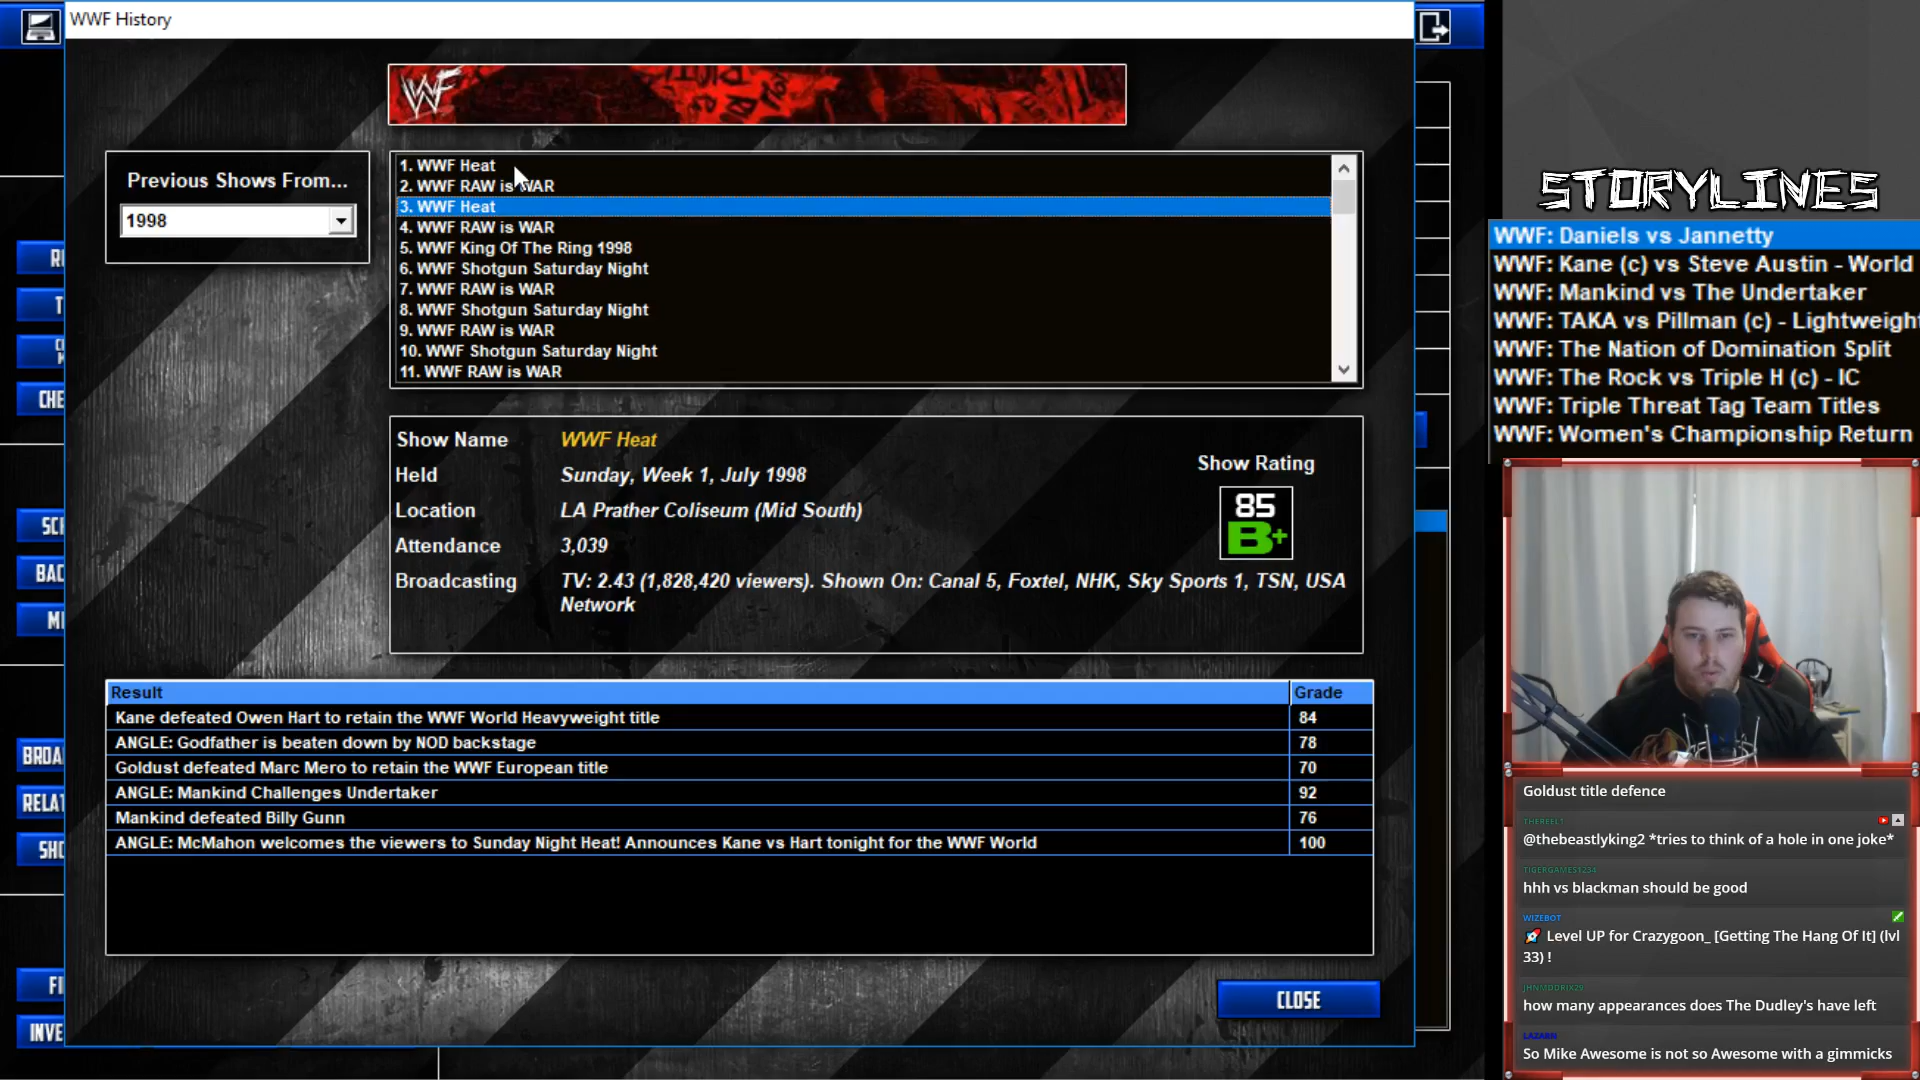 WWF History
WF
Previous Shows From...
1998
1. WWF Heat
2. WWF RAW is WAR
3. WWF Heat
4. WWF RAW is WAR
5. WWF King Of The Ring 1998
6. WWF Shotgun Saturday Night
7. WWF RAW is WAR
8. WWF Shotgun Saturday Night
9. WWF RAW is WAR
10. WWF Shotgun Saturday Night
11. WWF RAW is WAR
Show Name WWF Heat
Held Sunday, Week 1, July 1998
Location LA Prather Coliseum (Mid South)
Attendance 3,039
Broadcasting TV: 2.43 (1,828,420 viewers). Shown On: Canal 5, Foxtel, NHK, Sky Sports 1, TSN, USA
Network
Show Rating
85
B+
Result Grade
Kane defeated Owen Hart to retain the WWF World Heavyweight title 84
ANGLE: Godfather is beaten down by NOD backstage 78
Goldust defeated Marc Mero to retain the WWF European title 70
ANGLE: Mankind Challenges Undertaker 92
Mankind defeated Billy Gunn 76
ANGLE: McMahon welcomes the viewers to Sunday Night Heat! Announces Kane vs Hart tonight for the WWF World 100
CLOSE
CHE
SCH
BAC
BROA
RELAT
SHO
INVE
STORYLINES
WWF: Daniels vs Jannetty
WWF: Kane (c) vs Steve Austin - World
WWF: Mankind vs The Undertaker
WWF: TAKA vs Pillman (c) - Lightweight
WWF: The Nation of Domination Split
WWF: The Rock vs Triple H (c) - IC
WWF: Triple Threat Tag Team Titles
WWF: Women's Championship Return
Goldust title defence
THEREEL1
@thebeastlyking2 *tries to think of a hole in one joke*
TIGERGAMES1234
hhh vs blackman should be good
WIZEBOT
Level UP for Crazygoon_ [Getting The Hang Of It] (lvl
33) !
JHNMDDRIX29
how many appearances does The Dudley's have left
LAZARN
So Mike Awesome is not so Awesome with a gimmicks